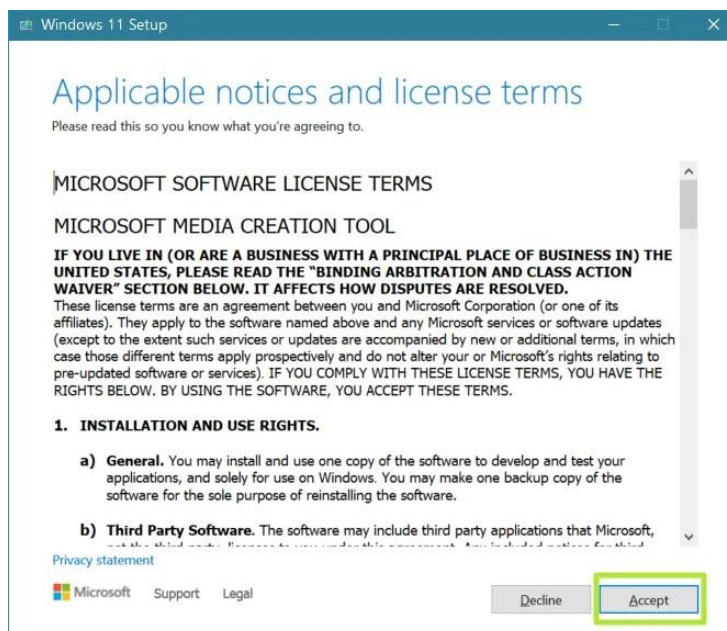 Windows 11 Setup
Applicable notices and license terms
Please read this so you know what you're agreeing to.
MICROSOFT SOFTWARE LICENSE TERMS
MICROSOFT MEDIA CREATION TOOL
IF YOU LIVE IN (OR ARE A BUSINESS WITH A PRINCIPAL PLACE OF BUSINESS IN) THE
UNITED STATES, PLEASE READ THE “BINDING ARBITRATION AND CLASS ACTION
WAIVER” SECTION BELOW. IT AFFECTS HOW DISPUTES ARE RESOLVED.
These license terms are an agreement between you and Microsoft Corporation (or one of its
affiliates). They apply to the software named above and any Microsoft services or software updates
(except to the extent such services or updates are accompanied by new or additional terms, in which
case those different terms apply prospectively and do not alter your or Microsoft’s rights relating to
pre-updated software or services). IF YOU COMPLY WITH THESE LICENSE TERMS, YOU HAVE THE
RIGHTS BELOW. BY USING THE SOFTWARE, YOU ACCEPT THESE TERMS.
1. INSTALLATION AND USE RIGHTS.
a) General. You may install and use one copy of the software to develop and test your
applications, and solely for use on Windows. You may make one backup copy of the
software for the sole purpose of reinstalling the software.
b) Third Party Software. The software may include third party applications that Microsoft,
Privacy statement
Microsoft Support Legal
Decline Accept